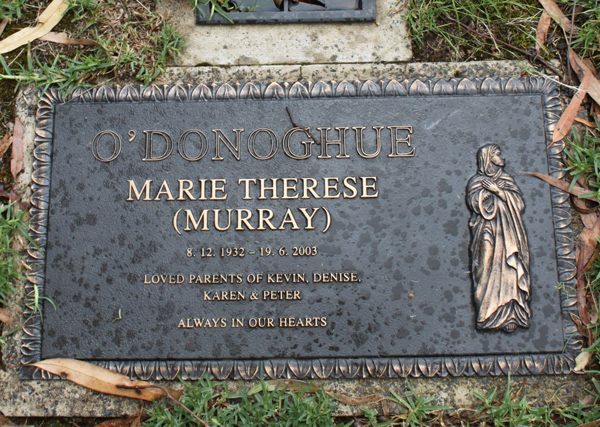 O'DONOGHUE
MARIE THERESE
(MURRAY)
8. 12. 1932 – 19. 6. 2003
LOVED PARENTS OF KEVIN, DENISE,
KAREN & PETER
ALWAYS IN OUR HEARTS